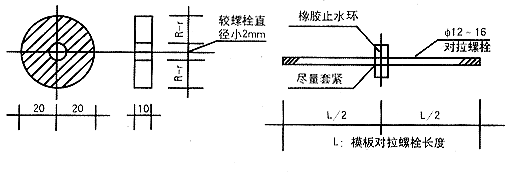 较螺栓直
径小2mm
R-r
R-r
20
20
10
橡胶止水环
φ12-16
对拉螺栓
尽量套紧
L/2
L/2
L: 模板对拉螺栓长度